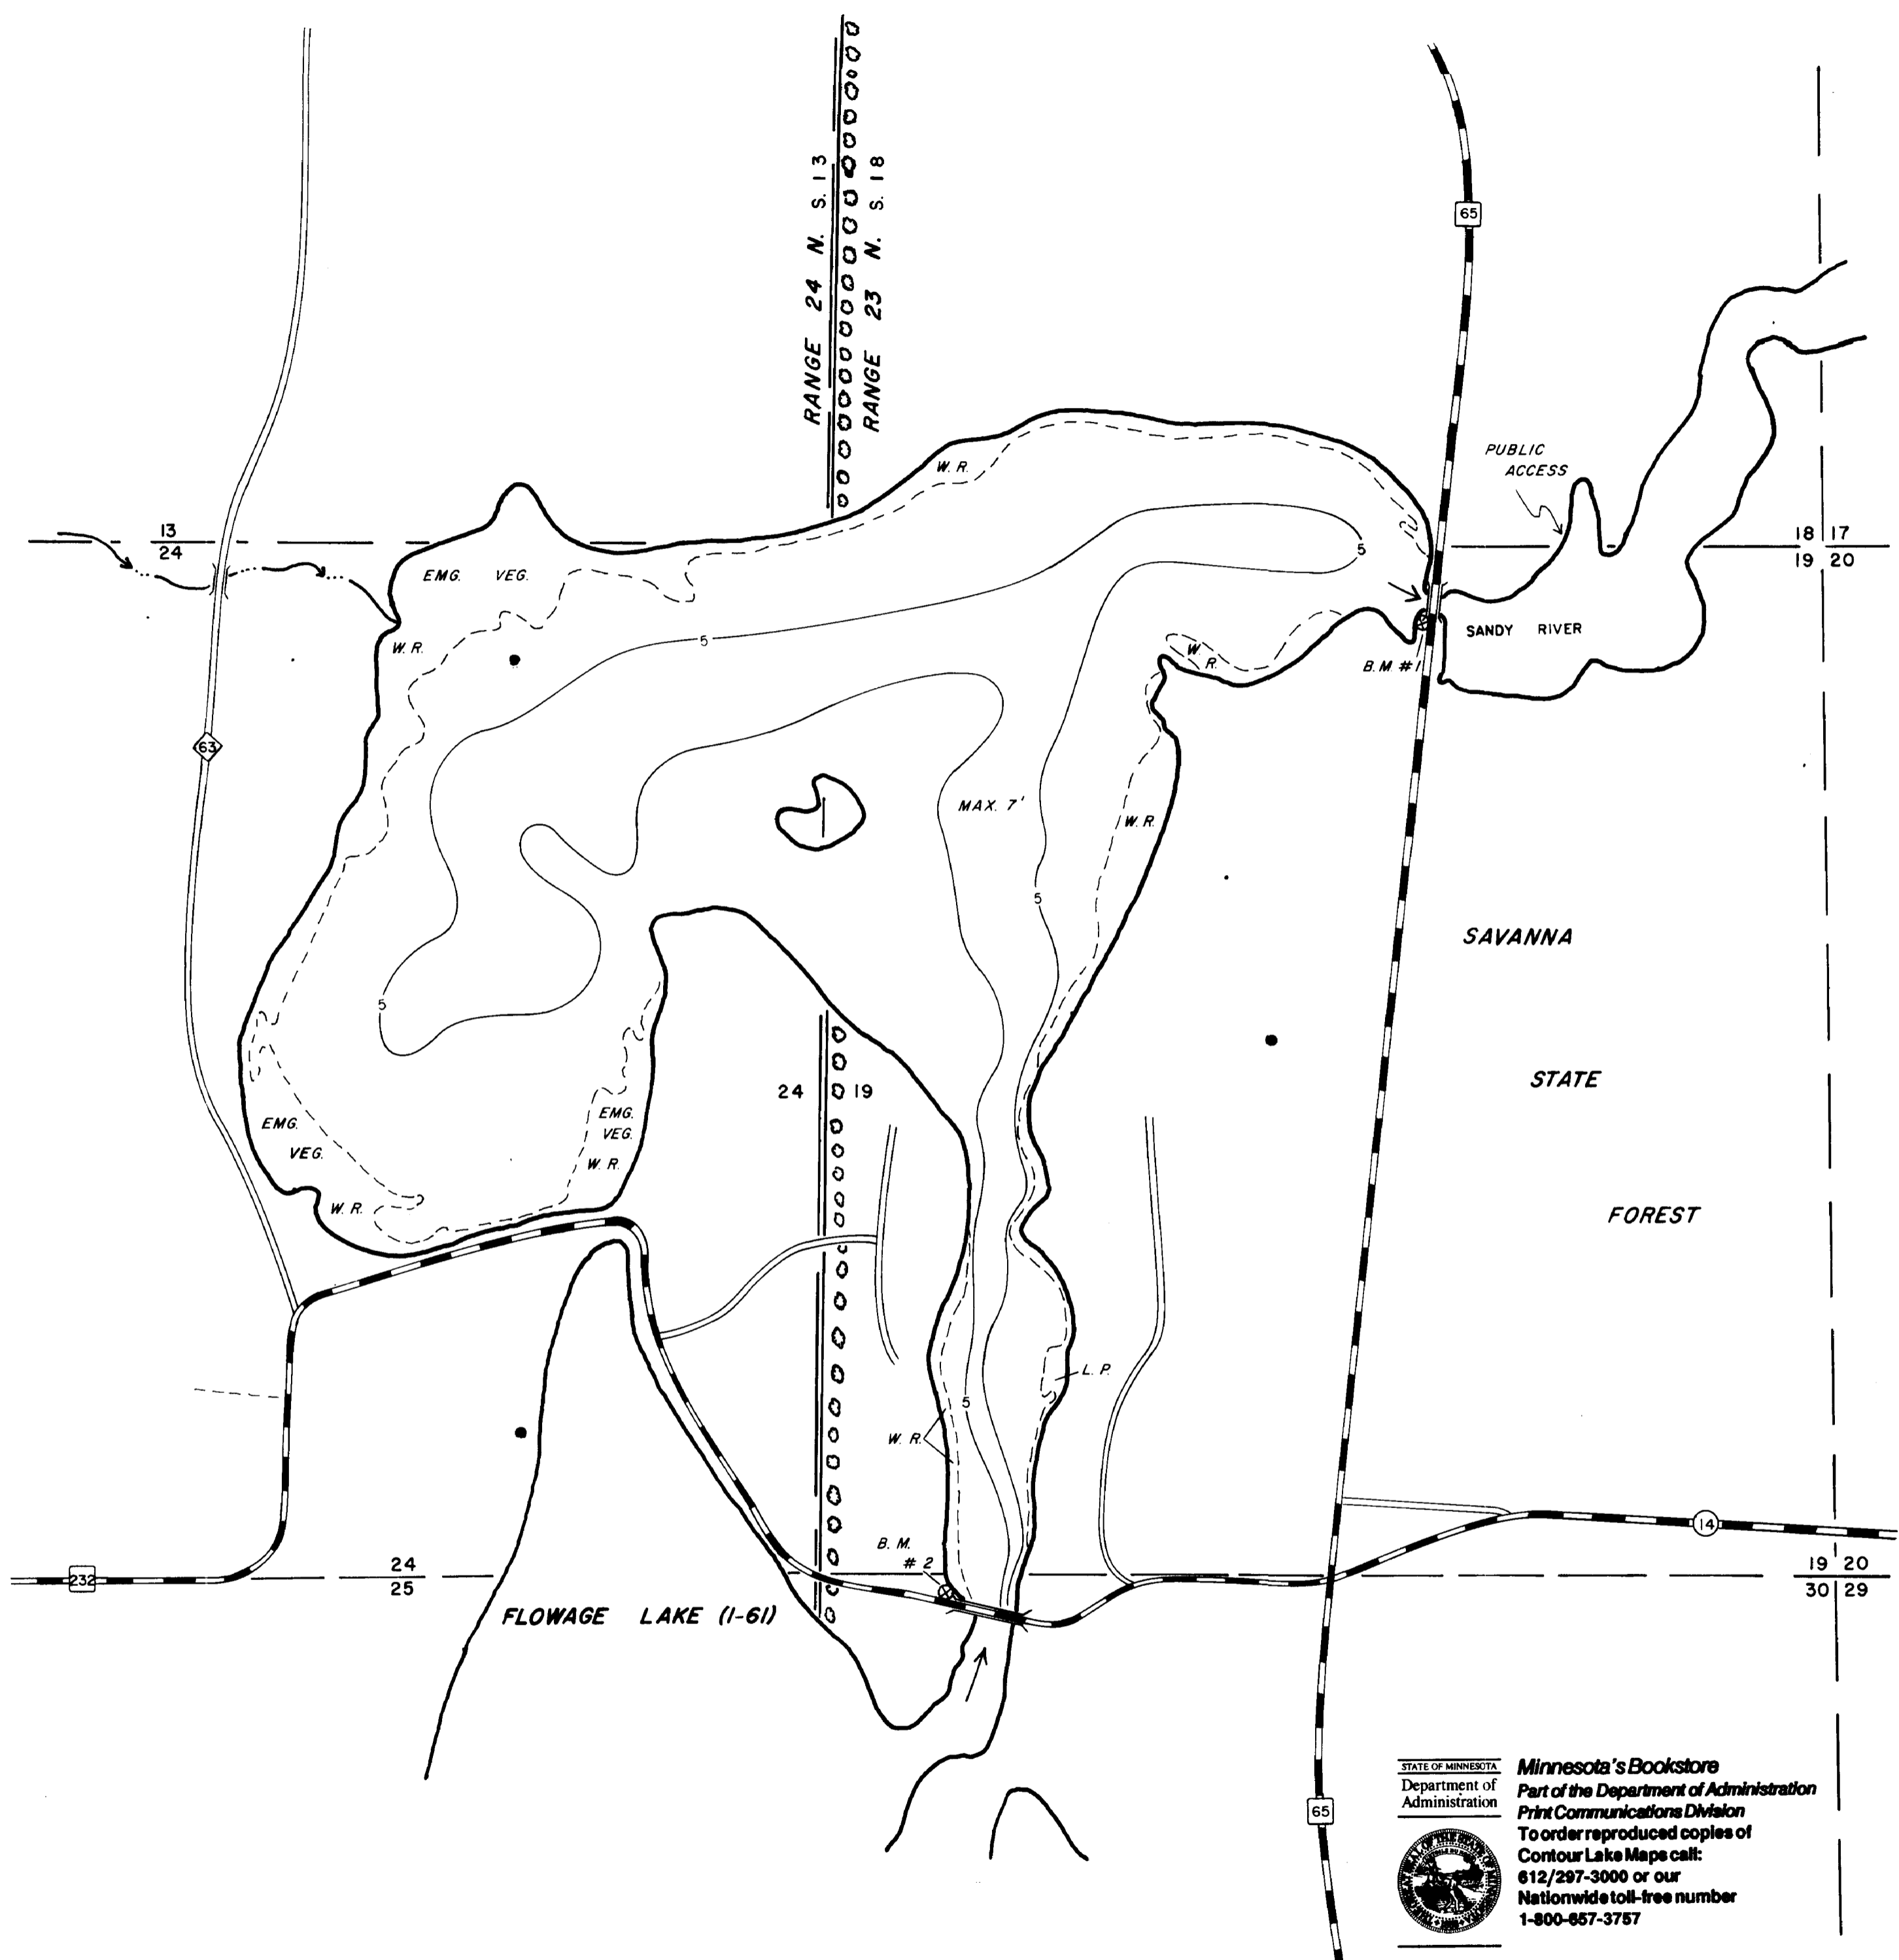 RANGE 24 N. S. 13
RANGE 23 N. S. 18
65
PUBLIC
ACCESS
W. R.
13
24
18 17
19 20
5
EMG. VEG.
SANDY RIVER
W. R.
5
W.
R.
B. M. #1
63
MAX. 7'
W. R.
5
SAVANNA
5
STATE
24 19
EMG.
VEG.
EMG.
VEG.
W. R.
W. R.
FOREST
L. P.
5
W. R.
14
B. M.
# 2
232
24
25
19 20
30 29
FLOWAGE LAKE (1-61)
65
STATE OF MINNESOTA
Department of
Administration
Minnesota's Bookstore
Part of the Department of Administration
Print Communications Division
To order reproduced copies of
Contour Lake Maps call:
612/297-3000 or our
Nationwide toll-free number
1-800-657-3757